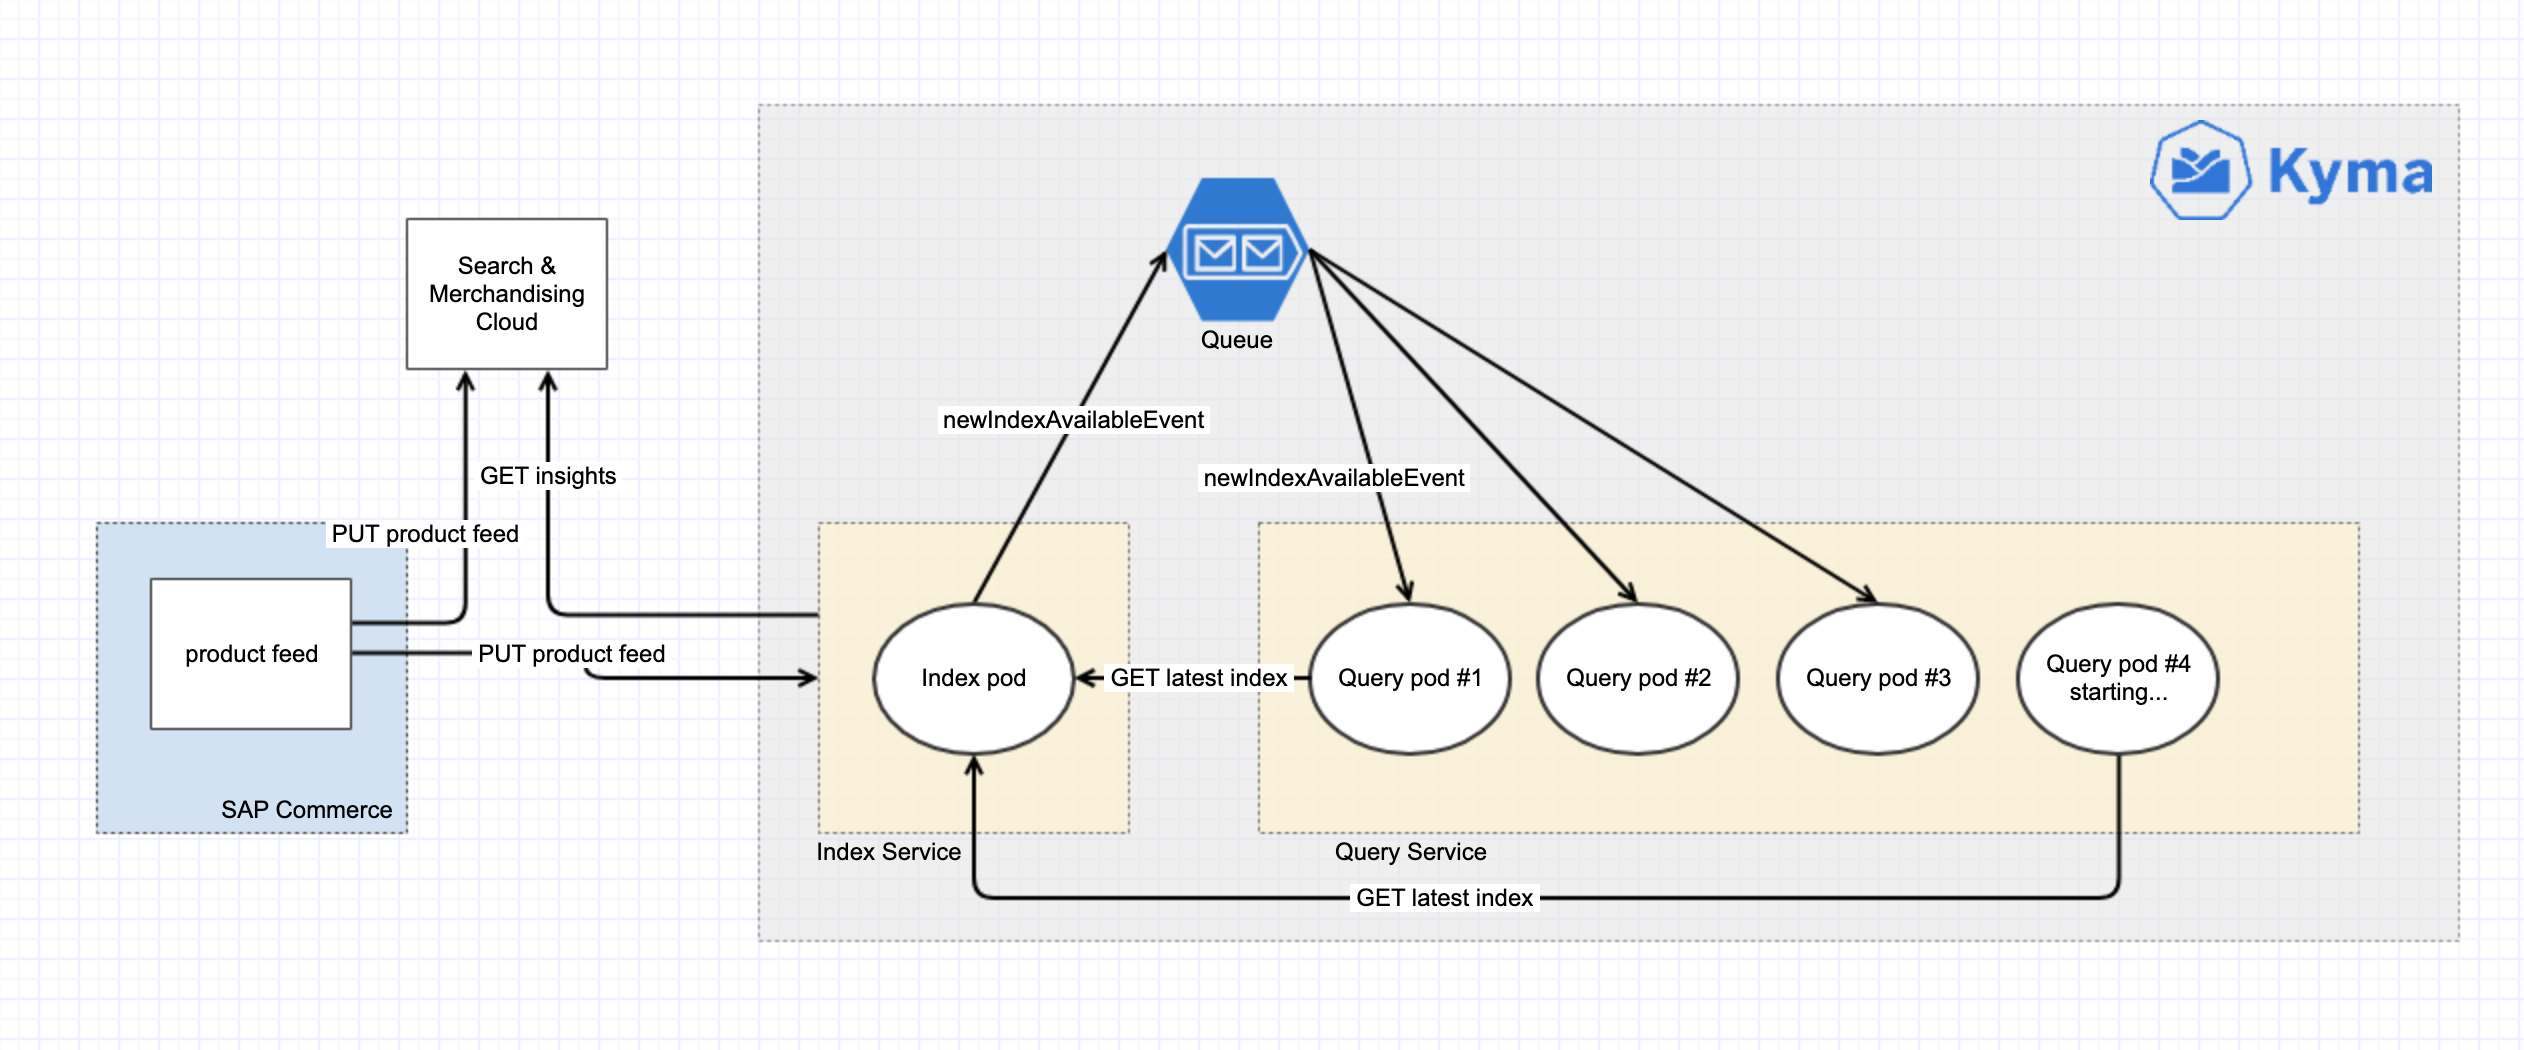 Kyma
Search &
Merchandising
Cloud
Queue
newIndexAvailableEvent
GET insights
newIndexAvailableEvent
PUT product feed
product feed
PUT product feed
Index pod
GET latest index
Query pod #1
Query pod #2
Query pod #3
Query pod #4
starting...
SAP Commerce
Index Service
Query Service
GET latest index